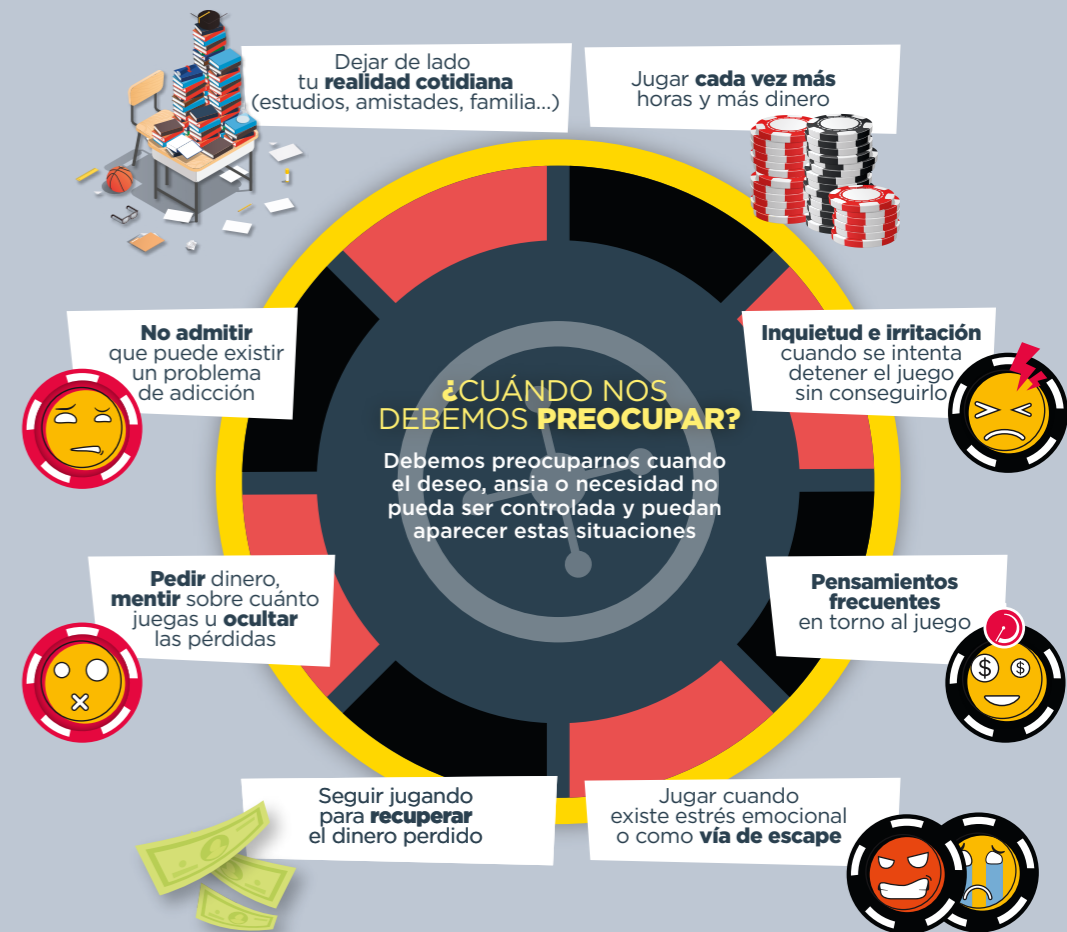 Dejar de lado
tu realidad cotidiana
(estudios, amistades, familia...)
Jugar cada vez más
horas y más dinero
No admitir
que puede existir
un problema
de adicción
Inquietud e irritación
cuando se intenta
detener el juego
sin conseguirlo
¿CUÁNDO NOS
DEBEMOS PREOCUPAR?
Debemos preocuparnos cuando
el deseo, ansia o necesidad no
pueda ser controlada y puedan
aparecer estas situaciones
Pedir dinero,
mentir sobre cuánto
juegas u ocultar
las pérdidas
Pensamientos
frecuentes
en torno al juego
$ $
Seguir jugando
para recuperar
el dinero perdido
Jugar cuando
existe estrés emocional
o como vía de escape